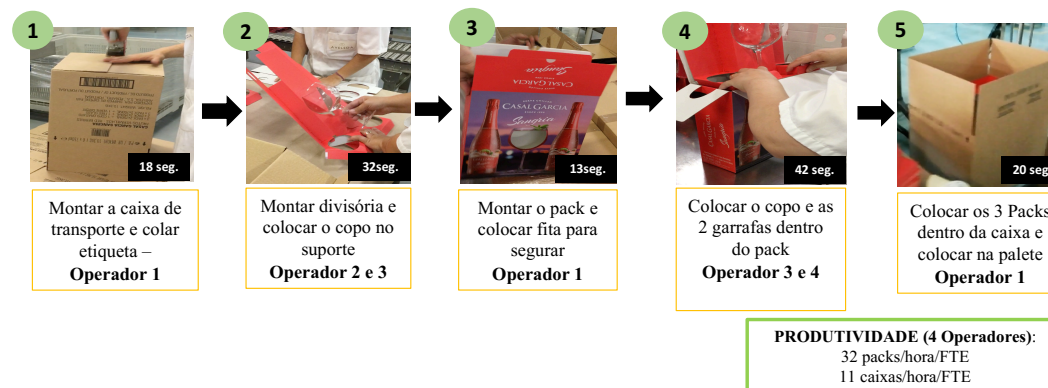 1
2
3
4
5
CASAL GARCIA
Sangria
18 seg.
32seg.
13seg.
42 seg.
20 seg
Montar a caixa de
transporte e colar
etiqueta –
Operador 1
Montar divisória e
colocar o copo no
suporte
Operador 2 e 3
Montar o pack e
colocar fita para
segurar
Operador 1
Colocar o copo e as
2 garrafas dentro
do pack
Operador 3 e 4
Colocar os 3 Packs
dentro da caixa e
colocar na palete
Operador 1
PRODUTIVIDADE (4 Operadores):
32 packs/hora/FTE
11 caixas/hora/FTE